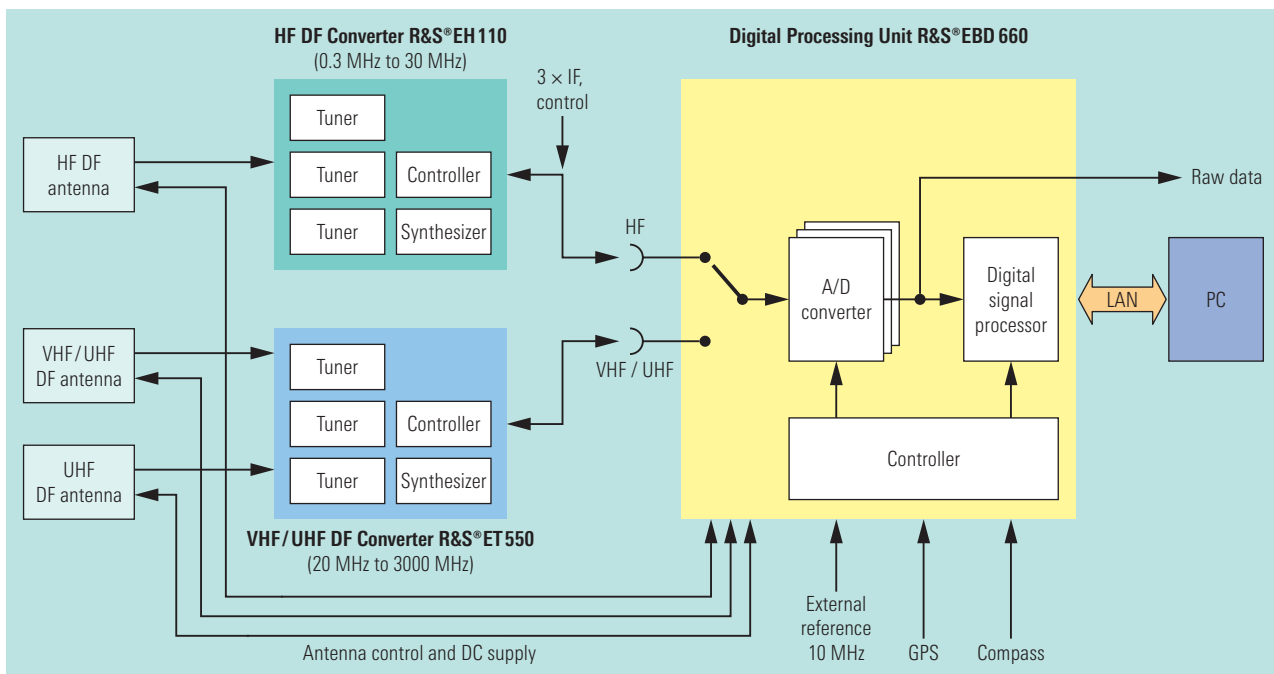 HF DF Converter R&S®EH110
(0.3 MHz to 30 MHz)
Digital Processing Unit R&S®EBD 660
3 × IF,
control
Tuner
Tuner
Controller
Tuner
Synthesizer
HF DF
antenna
HF
Raw data
A/D
converter
Digital
signal
processor
LAN
PC
VHF/UHF
DF antenna
VHF / UHF
Tuner
Tuner
Controller
Tuner
Synthesizer
UHF
DF antenna
Controller
VHF/UHF DF Converter R&S®ET550
(20 MHz to 3000 MHz)
Antenna control and DC supply
External
reference
10 MHz
GPS
Compass